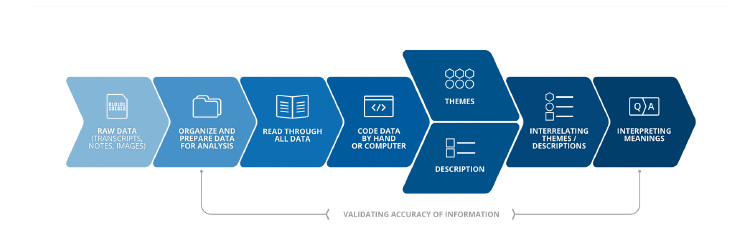 RAW DATA
(TRANSCRIPTS,
NOTES, IMAGES)
ORGANIZE AND
PREPARE DATA
FOR ANALYSIS
READ THROUGH
ALL DATA
CODE DATA
BY HAND
OR COMPUTER
THEMES
DESCRIPTION
INTERRELATING
THEMES /
DESCRIPTIONS
Q A
INTERPRETING
MEANINGS
VALIDATING ACCURACY OF INFORMATION